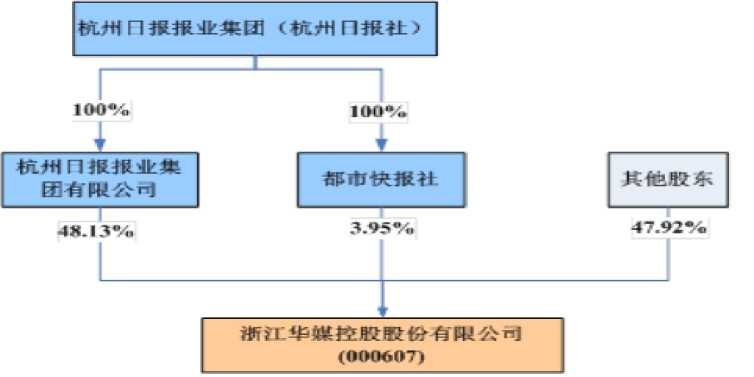 杭州日报报业集团（杭州日报社）
100%
100%
杭州日报报业集
团有限公司
都市快报社
其他股东
48.13%
3.95%
47.92%
浙江华媒控股股份有限公司
(000607)